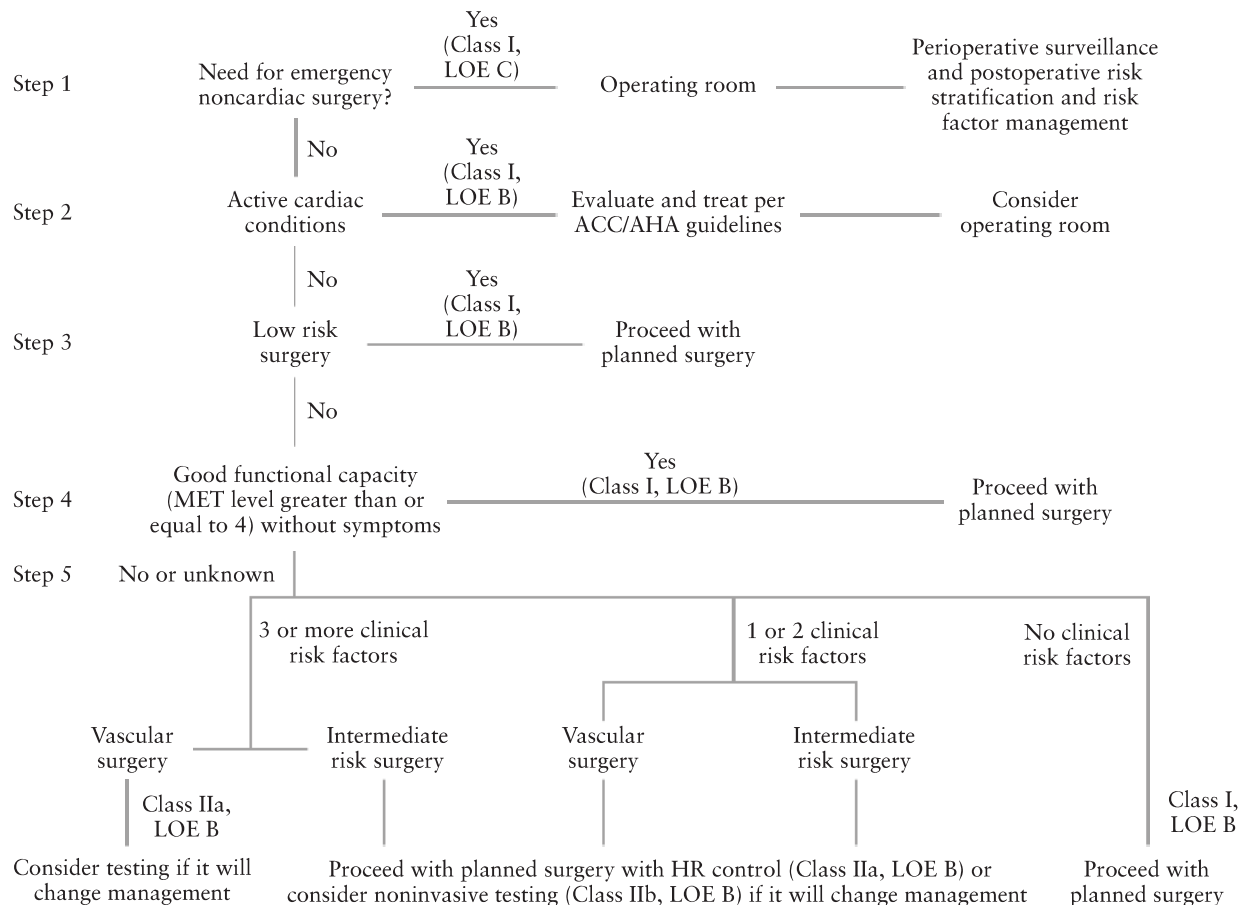 Step 1
Need for emergency
noncardiac surgery?
Yes
(Class I,
LOE C)
Operating room
Perioperative surveillance
and postoperative risk
stratification and risk
factor management
No
Step 2
Active cardiac
conditions
Yes
(Class I,
LOE B)
Evaluate and treat per
ACC/AHA guidelines
Consider
operating room
No
Step 3
Low risk
surgery
Yes
(Class I,
LOE B)
Proceed with
planned surgery
No
Step 4
Good functional capacity
(MET level greater than or
equal to 4) without symptoms
Yes
(Class I, LOE B)
Proceed with
planned surgery
Step 5
No or unknown
3 or more clinical
risk factors
1 or 2 clinical
risk factors
No clinical
risk factors
Vascular
surgery
Intermediate
risk surgery
Vascular
surgery
Intermediate
risk surgery
Class IIa,
LOE B
Class I,
LOE B
Consider testing if it will
change management
Proceed with planned surgery with HR control (Class IIa, LOE B) or
consider noninvasive testing (Class IIb, LOE B) if it will change management
Proceed with
planned surgery